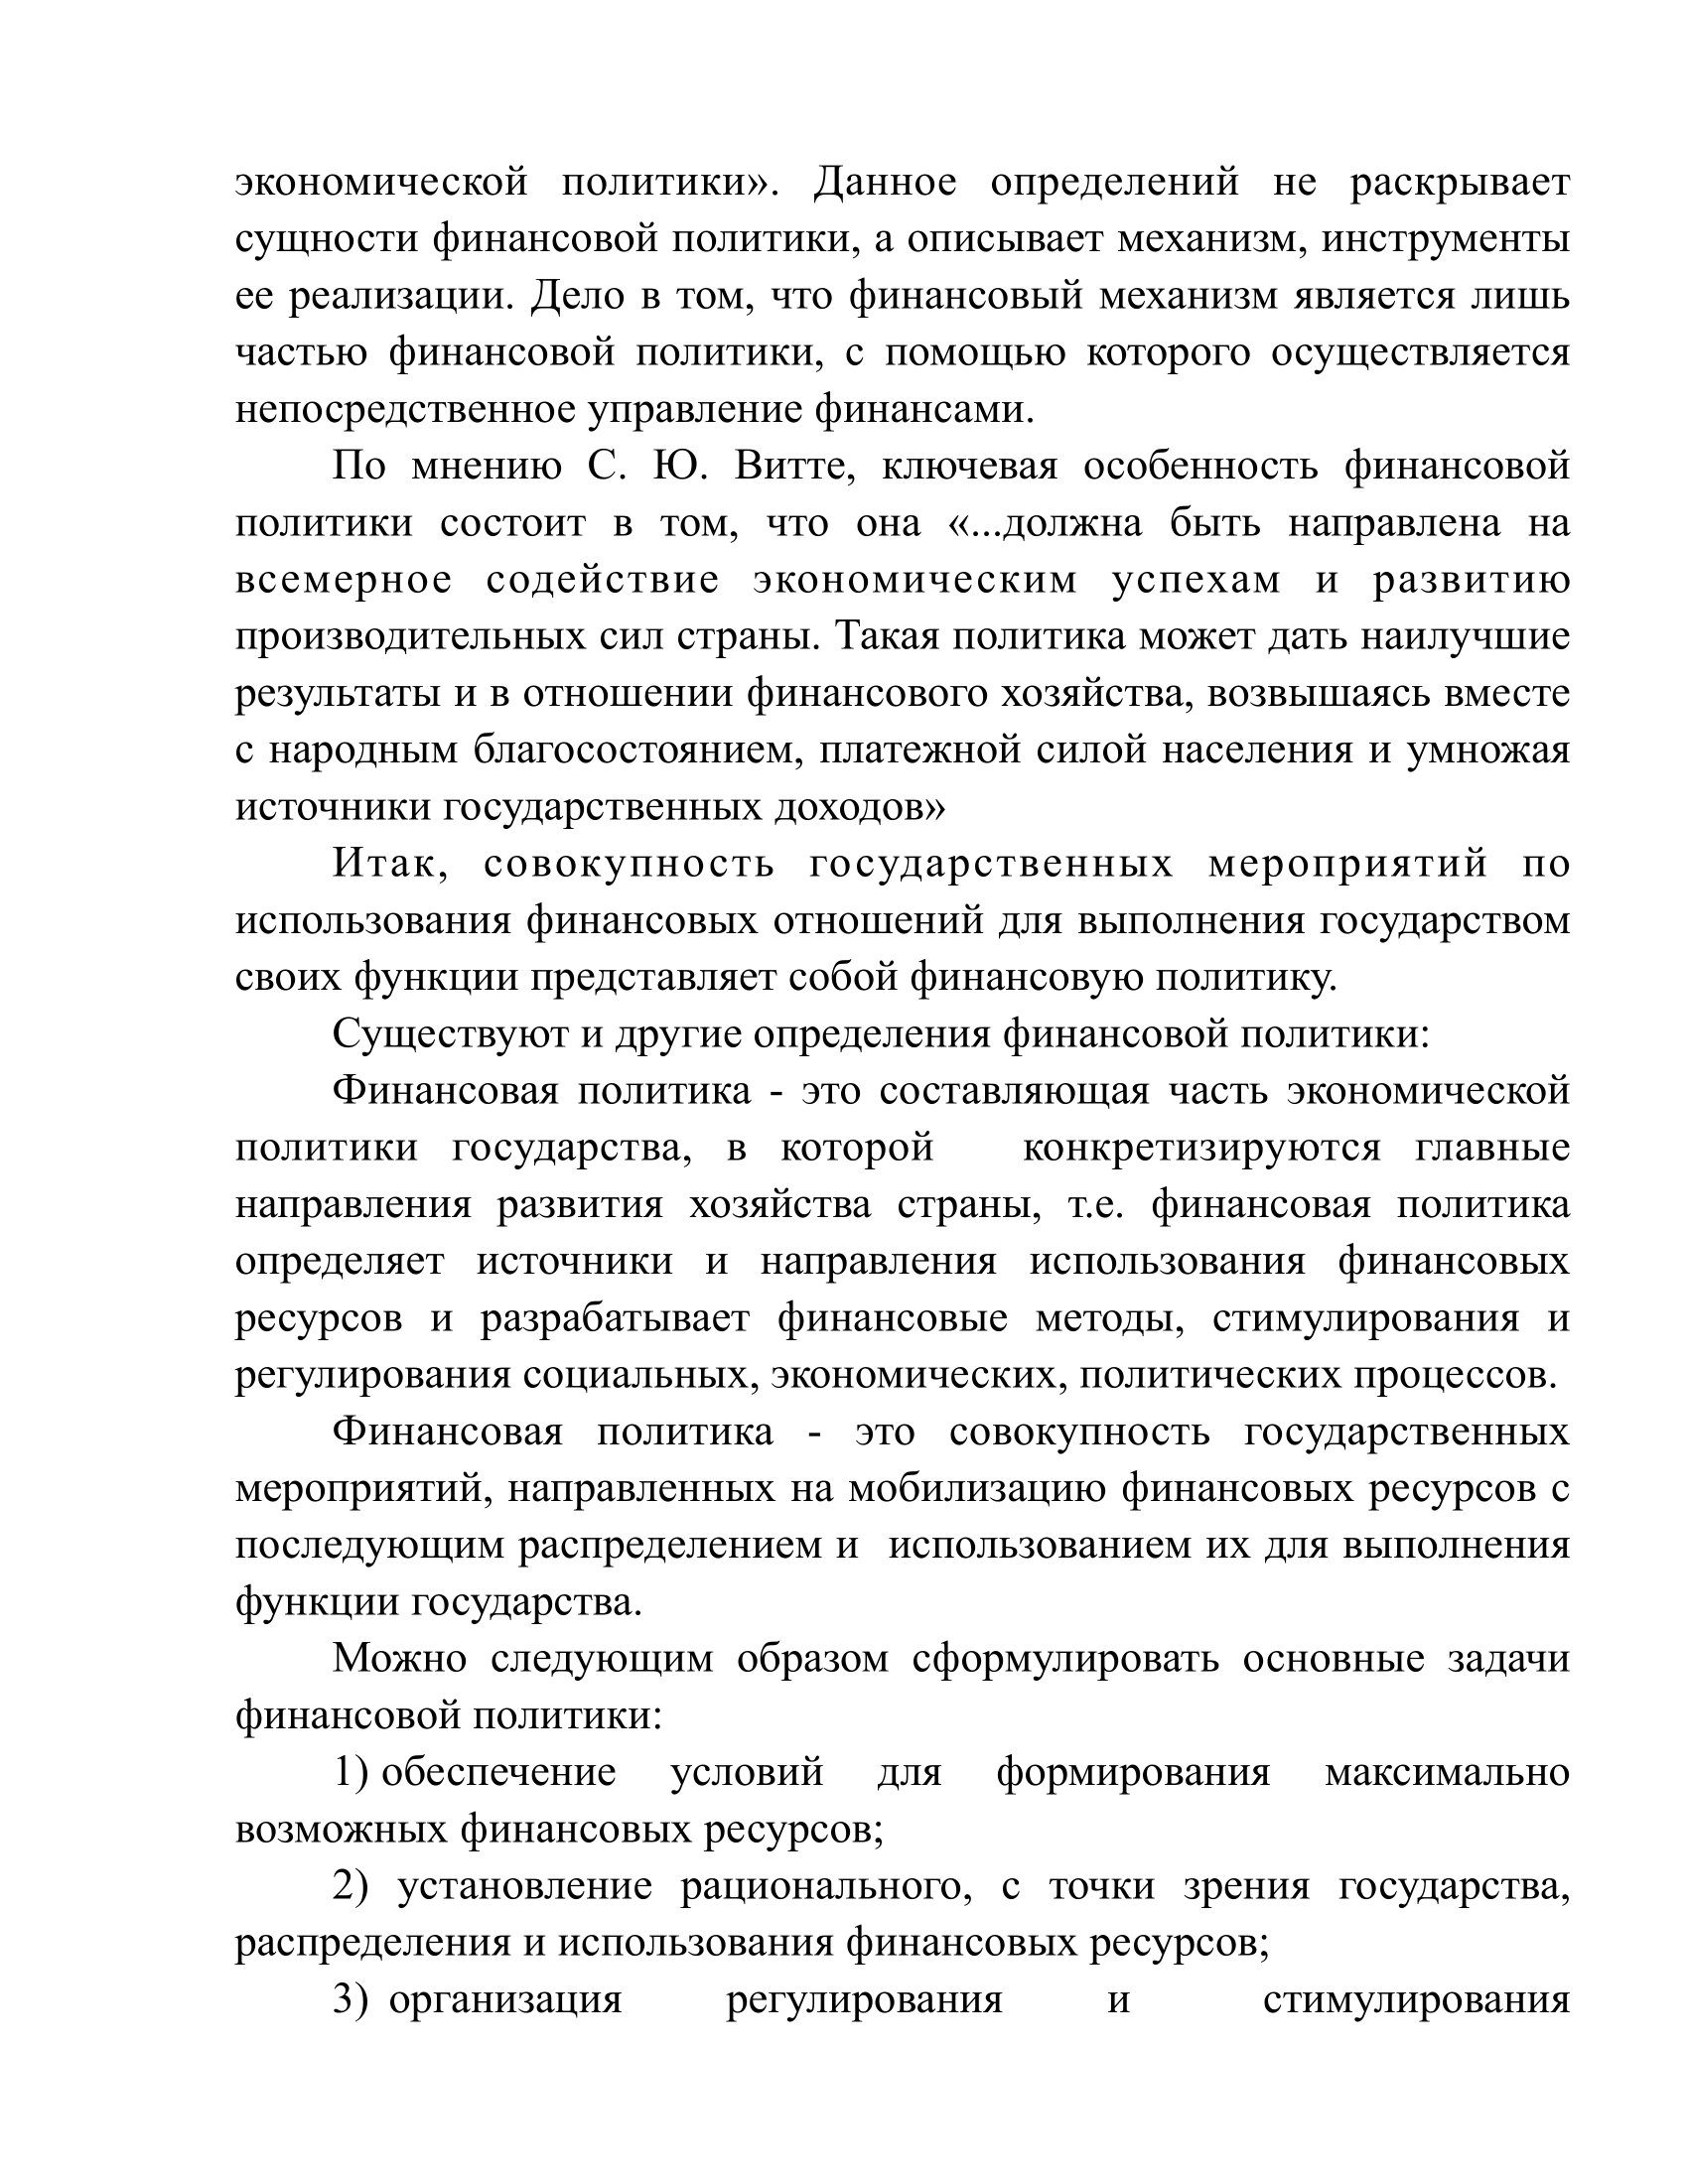 экономической политики». Данное определений не раскрывает
сущности финансовой политики, а описывает механизм, инструменты
ее реализации. Дело в том, что финансовый механизм является лишь
частью финансовой политики, с помощью которого осуществляется
непосредственное управление финансами.
По мнению С. Ю. Витте, ключевая особенность финансовой
политики состоит в том, что она «...должна быть направлена на
всемерное содействие экономическим успехам и развитию
производительных сил страны. Такая политика может дать наилучшие
результаты и в отношении финансового хозяйства, возвышаясь вместе
с народным благосостоянием, платежной силой населения и умножая
источники государственных доходов»
Итак, совокупность государственных мероприятий по
использования финансовых отношений для выполнения государством
своих функции представляет собой финансовую политику.
Существуют и другие определения финансовой политики:
Финансовая политика - это составляющая часть экономической
политики государства, в которой конкретизируются главные
направления развития хозяйства страны, т.е. финансовая политика
определяет источники и направления использования финансовых
ресурсов и разрабатывает финансовые методы, стимулирования и
регулирования социальных, экономических, политических процессов.
Финансовая политика - это совокупность государственных
мероприятий, направленных на мобилизацию финансовых ресурсов с
последующим распределением и использованием их для выполнения
функции государства.
Можно следующим образом сформулировать основные задачи
финансовой политики:
1) обеспечение условий для формирования максимально
возможных финансовых ресурсов;
2) установление рационального, с точки зрения государства,
распределения и использования финансовых ресурсов;
3) организация регулирования и стимулирования